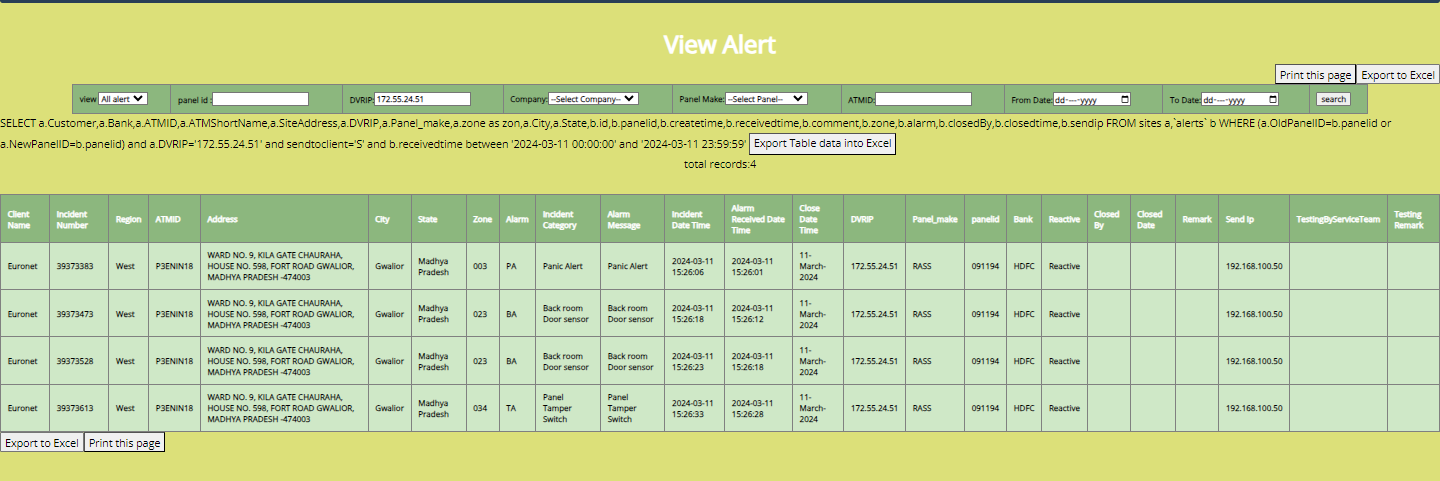 View Alert
Print this page Export to Excel
view All alert panel id : DVRIP: 172.55.24.51 Company: --Select Company-- Panel Make: --Select Panel-- ATMID: From Date: dd----yyyy To Date: dd----yyyy search
SELECT a.Customer,a.Bank,a.ATMID,a.ATMShortName,a.SiteAddress,a.DVRIP,a.Panel_make,a.zone as zon,a.City,a.State,b.id,b.panelid,b.createtime,b.receivedtime,b.comment,b.zone,b.alarm,b.closedBy,b.closedtime,b.sendip FROM sites a,`alerts` b WHERE (a.OldPanelID=b.panelid or
a.NewPanelID=b.panelid) and a.DVRIP='172.55.24.51' and sendtoclient='S' and b.receivedtime between '2024-03-11 00:00:00' and '2024-03-11 23:59:59' Export Table data into Excel
total records:4
Client Name Incident Number Region ATMID Address City State Zone Alarm Incident Category Alarm Message Incident Date Time Alarm Received Date Time Close Date Time DVRIP Panel_make panelid Bank Reactive Closed By Closed Date Remark Send Ip TestingByServiceTeam Testing Remark
Euronet 39373383 West P3ENIN18 WARD NO. 9, KILA GATE CHAURAHA, HOUSE NO. 598, FORT ROAD GWALIOR, MADHYA PRADESH -474003 Gwalior Madhya Pradesh 003 PA Panic Alert Panic Alert 2024-03-11 15:26:06 2024-03-11 15:26:01 11-March-2024 172.55.24.51 RASS 091194 HDFC Reactive 192.168.100.50
Euronet 39373473 West P3ENIN18 WARD NO. 9, KILA GATE CHAURAHA, HOUSE NO. 598, FORT ROAD GWALIOR, MADHYA PRADESH -474003 Gwalior Madhya Pradesh 023 BA Back room Door sensor Back room Door sensor 2024-03-11 15:26:18 2024-03-11 15:26:12 11-March-2024 172.55.24.51 RASS 091194 HDFC Reactive 192.168.100.50
Euronet 39373528 West P3ENIN18 WARD NO. 9, KILA GATE CHAURAHA, HOUSE NO. 598, FORT ROAD GWALIOR, MADHYA PRADESH -474003 Gwalior Madhya Pradesh 023 BA Back room Door sensor Back room Door sensor 2024-03-11 15:26:23 2024-03-11 15:26:18 11-March-2024 172.55.24.51 RASS 091194 HDFC Reactive 192.168.100.50
Euronet 39373613 West P3ENIN18 WARD NO. 9, KILA GATE CHAURAHA, HOUSE NO. 598, FORT ROAD GWALIOR, MADHYA PRADESH -474003 Gwalior Madhya Pradesh 034 TA Panel Tamper Switch Panel Tamper Switch 2024-03-11 15:26:33 2024-03-11 15:26:28 11-March-2024 172.55.24.51 RASS 091194 HDFC Reactive 192.168.100.50
Export to Excel Print this page